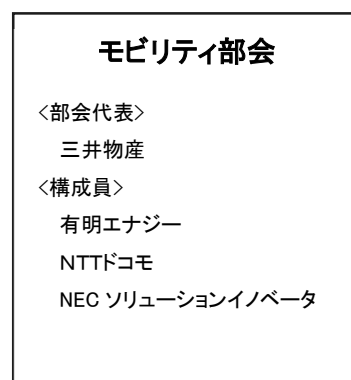 モビリティ部会
<部会代表>
三井物産
<構成員>
有明エナジー
NTTドコモ
NEC ソリューションイノベータ